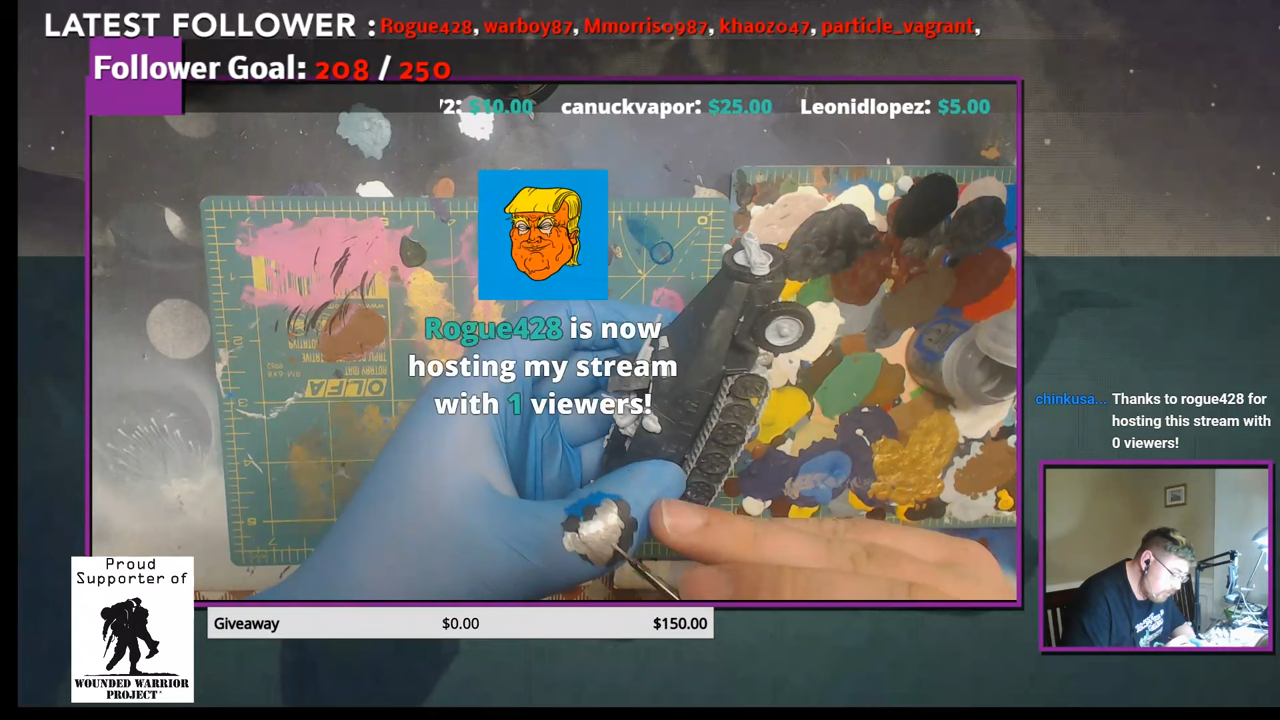 LATEST FOLLOWER : Rogue428, warboy87, Mmorris0987, khaoz047, particle_vagrant,
Follower Goal: 208 / 250
2: $10.00 canuckvapor: $25.00 Leonidlopez: $5.00
Rogue428 is now
hosting my stream
with 1 viewers!
OLFA
chinkusa... Thanks to rogue428 for
hosting this stream with
0 viewers!
Giveaway $0.00 $150.00
Proud
Supporter of
WOUNDED WARRIOR
PROJECT